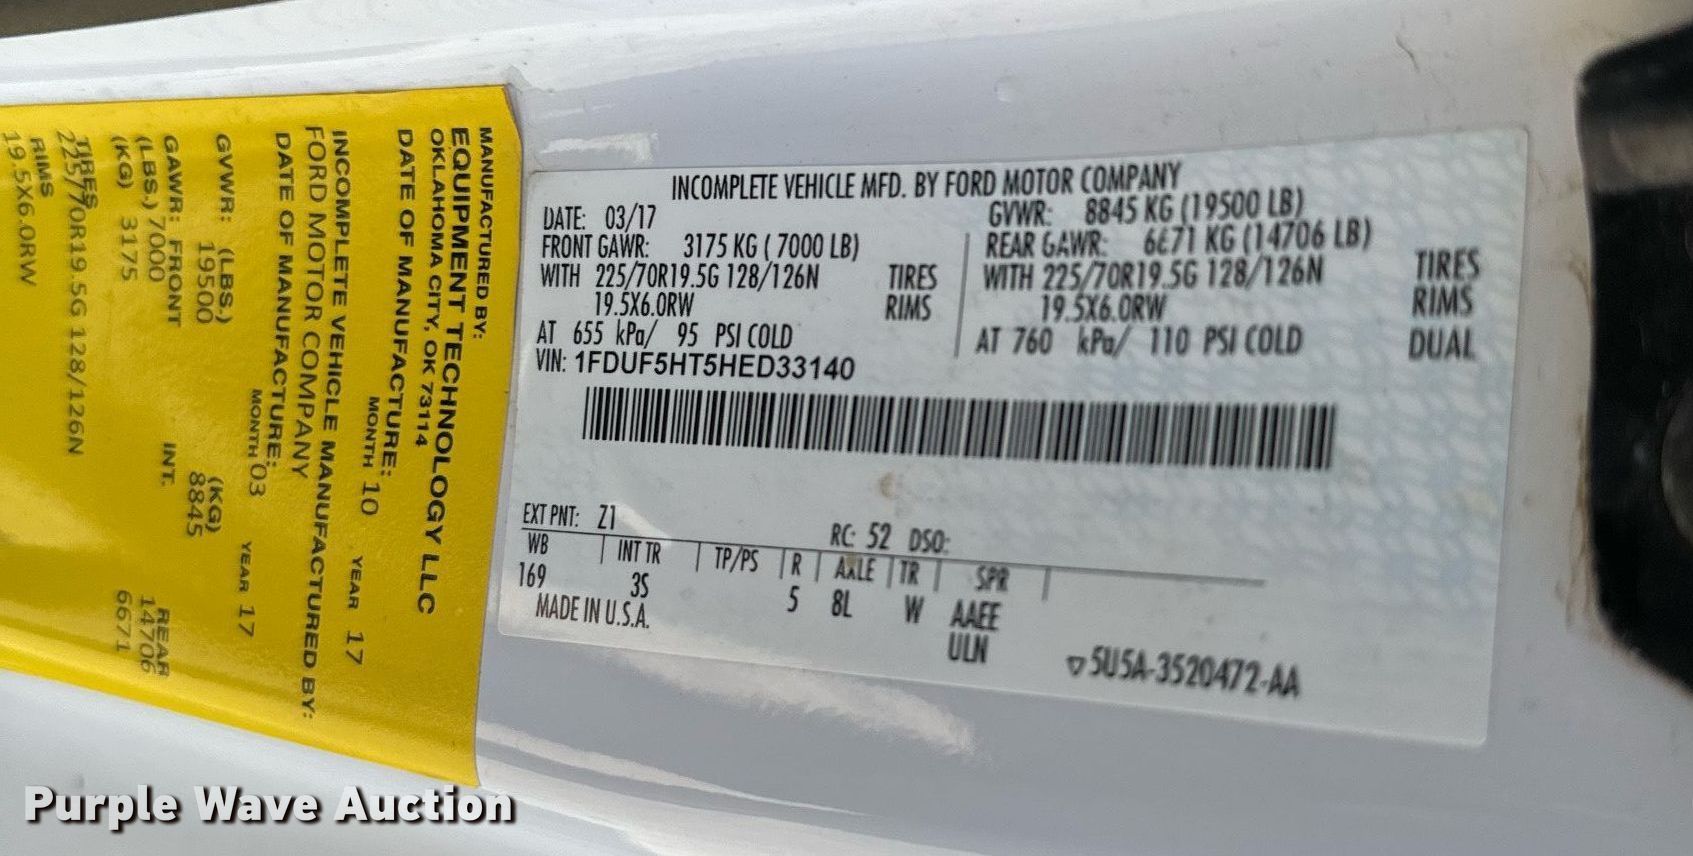 MANUFACTURED BY:
EQUIPMENT TECHNOLOGY LLC
OKLAHOMA CITY, OK 73114
DATE OF MANUFACTURE: MONTH 10 YEAR 17
INCOMPLETE VEHICLE MANUFACTURED BY:
FORD MOTOR COMPANY
DATE OF MANUFACTURE: MONTH 03 YEAR 17
GVWR: (LBS.) 19500 (KG) 8845
GAWR: FRONT INT. REAR
(LBS.) 7000 14706
(KG) 3175 6671
TIRES
225/70R19.5G 128/126N
RIMS
19.5X6.0RW
INCOMPLETE VEHICLE MFD. BY FORD MOTOR COMPANY
DATE: 03/17 GVWR: 8845 KG (19500 LB)
FRONT GAWR: 3175 KG ( 7000 LB) REAR GAWR: 6671 KG (14706 LB)
WITH 225/70R19.5G 128/126N TIRES WITH 225/70R19.5G 128/126N TIRES
19.5X6.0RW RIMS 19.5X6.0RW RIMS
AT 655 kPa/ 95 PSI COLD AT 760 kPa/ 110 PSI COLD DUAL
VIN: 1FDUF5HT5HED33140
EXT PNT: Z1 RC: 52 DSO:
WB INT TR TP/PS R AXLE TR SPR
169 3S 5 8L W AAEE
MADE IN U.S.A. ULN
5U5A-3520472-AA
Purple Wave Auction